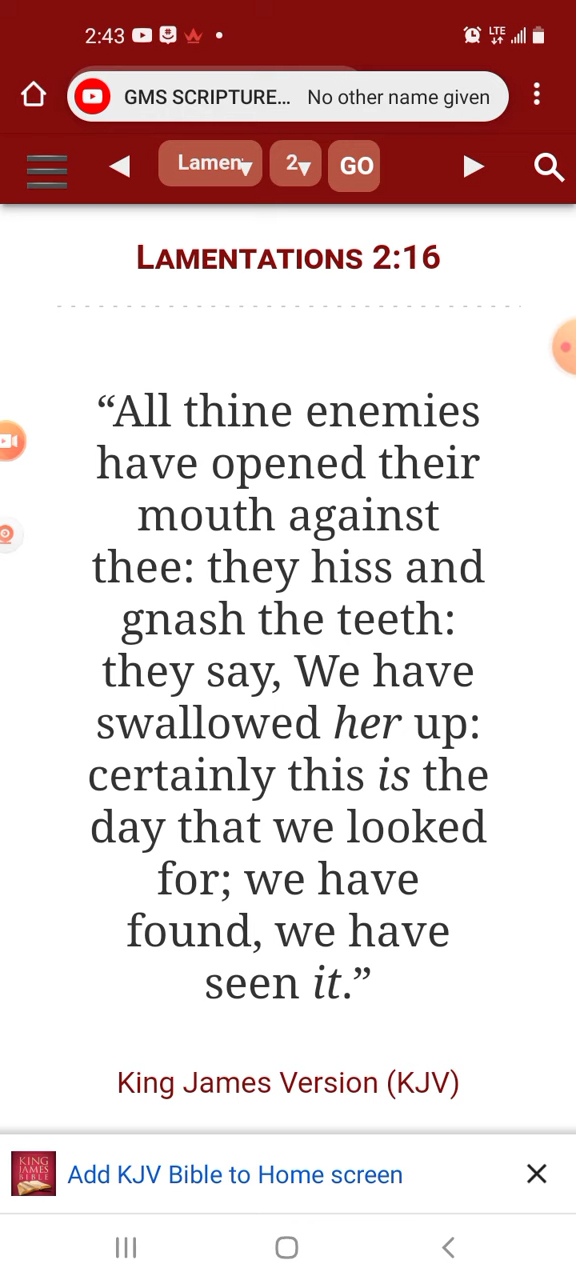 2:43
LTE
GMS SCRIPTURE... No other name given
Lamen 2 GO
LAMENTATIONS 2:16
“All thine enemies
have opened their
mouth against
thee: they hiss and
gnash the teeth:
they say, We have
swallowed her up:
certainly this is the
day that we looked
for; we have
found, we have
seen it.”
King James Version (KJV)
KING
JAMES
BIBLE
Add KJV Bible to Home screen